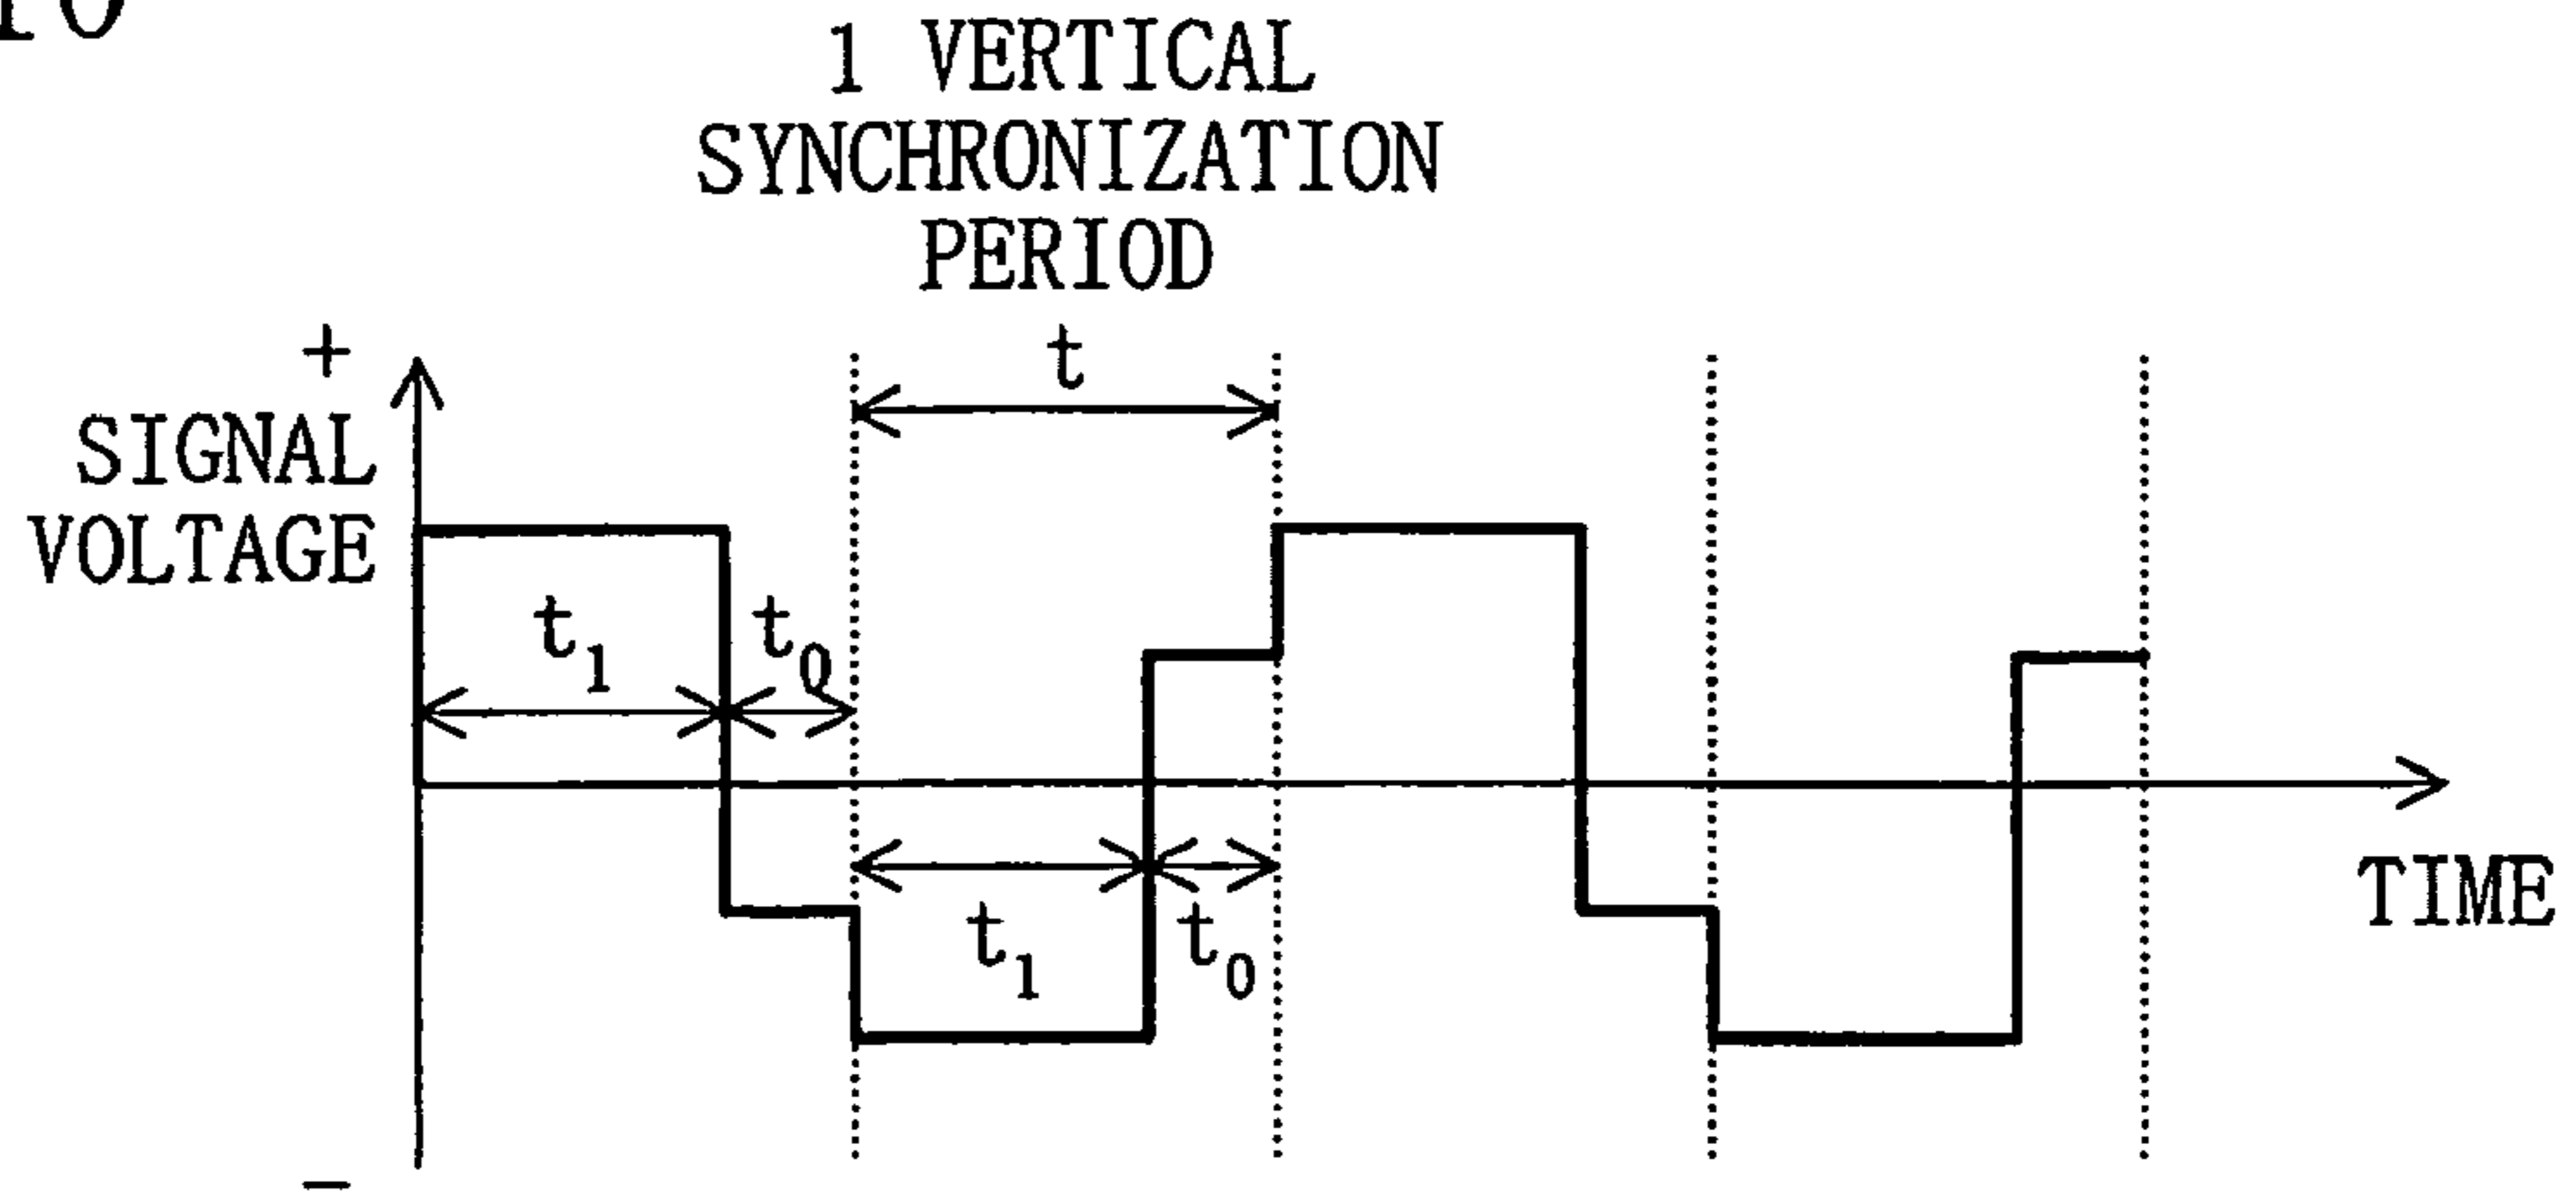 1 VERTICAL
SYNCHRONIZATION
PERIOD
+
t
SIGNAL
VOLTAGE
t₁ t₀
t₁ t₀
TIME
−